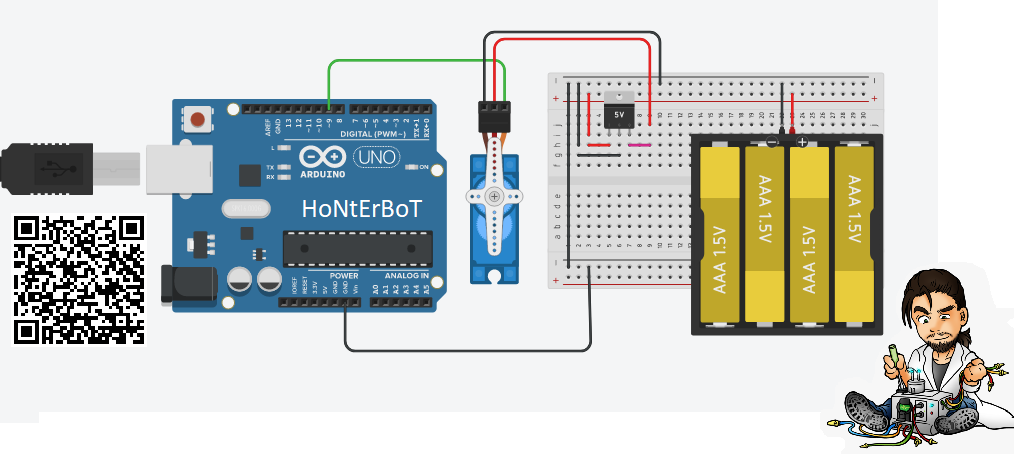 5V
AREF
GND
13
12
~11
~10
~9
8
7
~6
~5
4
~3
2
TX→1
RX←0
DIGITAL (PWM~)
L
TX
RX
UNO
ON
ARDUINO
HoNtErBoT
POWER
ANALOG IN
IOREF
RESET
3.3V
5V
GND
GND
Vin
A0
A1
A2
A3
A4
A5
AAA 1.5V
AAA 1.5V
AAA 1.5V
AAA 1.5V